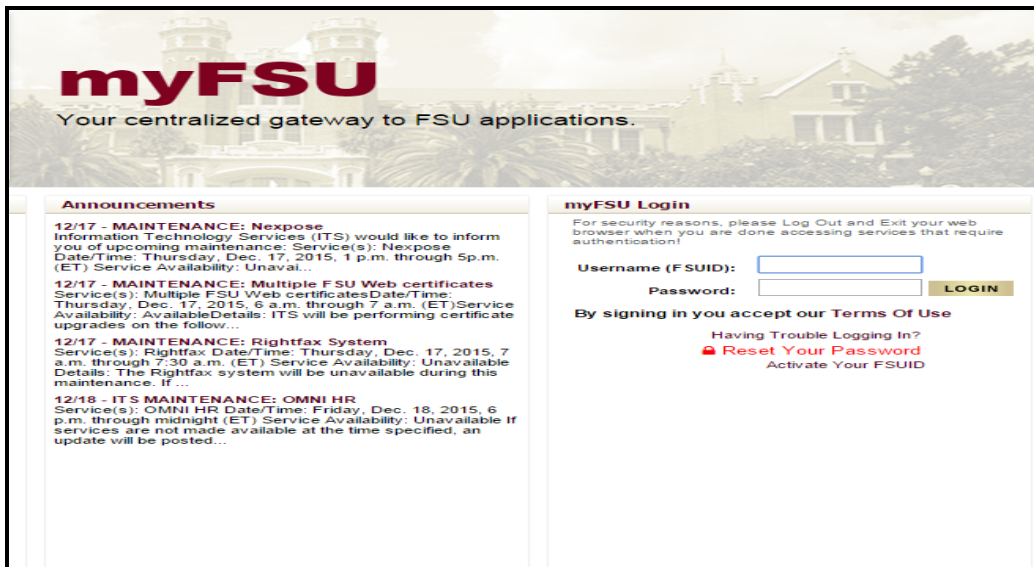 myFSU
Your centralized gateway to FSU applications.
Announcements
12/17 - MAINTENANCE: Nexpose
Information Technology Services (ITS) would like to inform
you of upcoming maintenance: Service(s): Nexpose
Date/Time: Thursday, Dec. 17, 2015, 1 p.m. through 5p.m.
(ET) Service Availability: Unavai...
12/17 - MAINTENANCE: Multiple FSU Web certificates
Service(s): Multiple FSU Web certificatesDate/Time:
Thursday, Dec. 17, 2015, 6 a.m. through 7 a.m. (ET)Service
Availability: AvailableDetails: ITS will be performing certificate
upgrades on the follow...
12/17 - MAINTENANCE: Rightfax System
Service(s): Rightfax Date/Time: Thursday, Dec. 17, 2015, 7
a.m. through 7:30 a.m. (ET) Service Availability: Unavailable
Details: The Rightfax system will be unavailable during this
maintenance. If ...
12/18 - ITS MAINTENANCE: OMNI HR
Service(s): OMNI HR Date/Time: Friday, Dec. 18, 2015, 6
p.m. through midnight (ET) Service Availability: Unavailable If
services are not made available at the time specified, an
update will be posted...
myFSU Login
For security reasons, please Log Out and Exit your web
browser when you are done accessing services that require
authentication!
Username (FSUID):
Password:
LOGIN
By signing in you accept our Terms Of Use
Having Trouble Logging In?
Reset Your Password
Activate Your FSUID